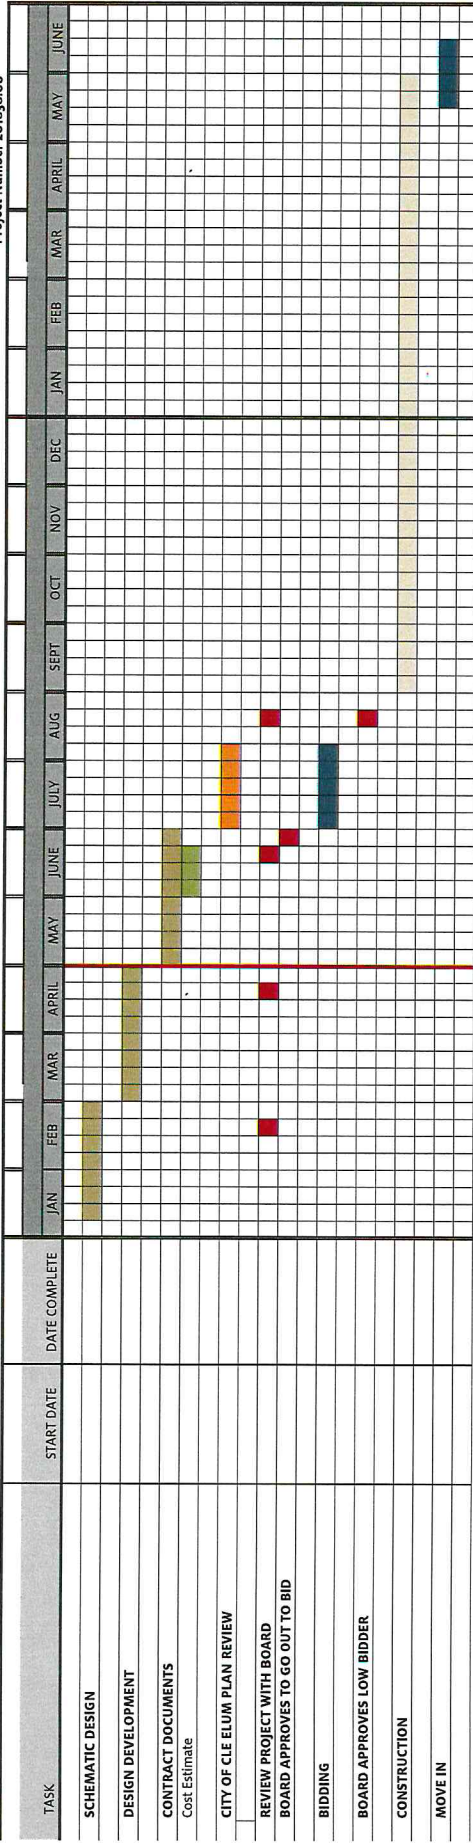 TASK START DATE DATE COMPLETE JAN FEB MAR APRIL MAY JUNE JULY AUG SEPT OCT NOV DEC JAN FEB MAR APRIL MAY JUNE
SCHEMATIC DESIGN
DESIGN DEVELOPMENT
CONTRACT DOCUMENTS
Cost Estimate
CITY OF CLE ELUM PLAN REVIEW
REVIEW PROJECT WITH BOARD
BOARD APPROVES TO GO OUT TO BID
BIDDING
BOARD APPROVES LOW BIDDER
CONSTRUCTION
MOVE IN